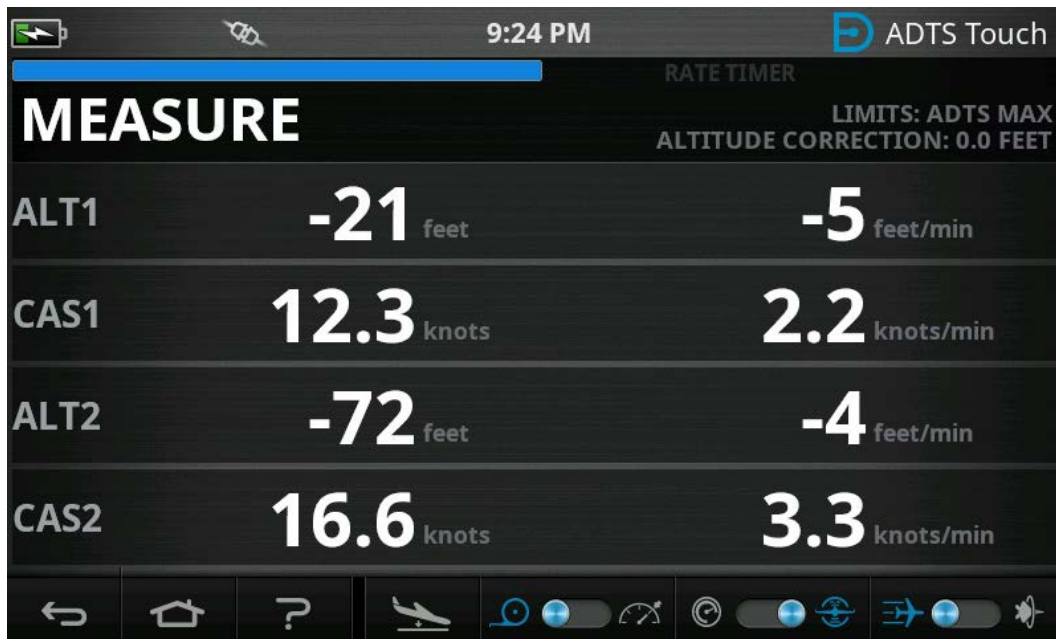 9:24 PM ADTS Touch
RATE TIMER
MEASURE
LIMITS: ADTS MAX
ALTITUDE CORRECTION: 0.0 FEET
ALT1 -21 feet -5 feet/min
CAS1 12.3 knots 2.2 knots/min
ALT2 -72 feet -4 feet/min
CAS2 16.6 knots 3.3 knots/min
?